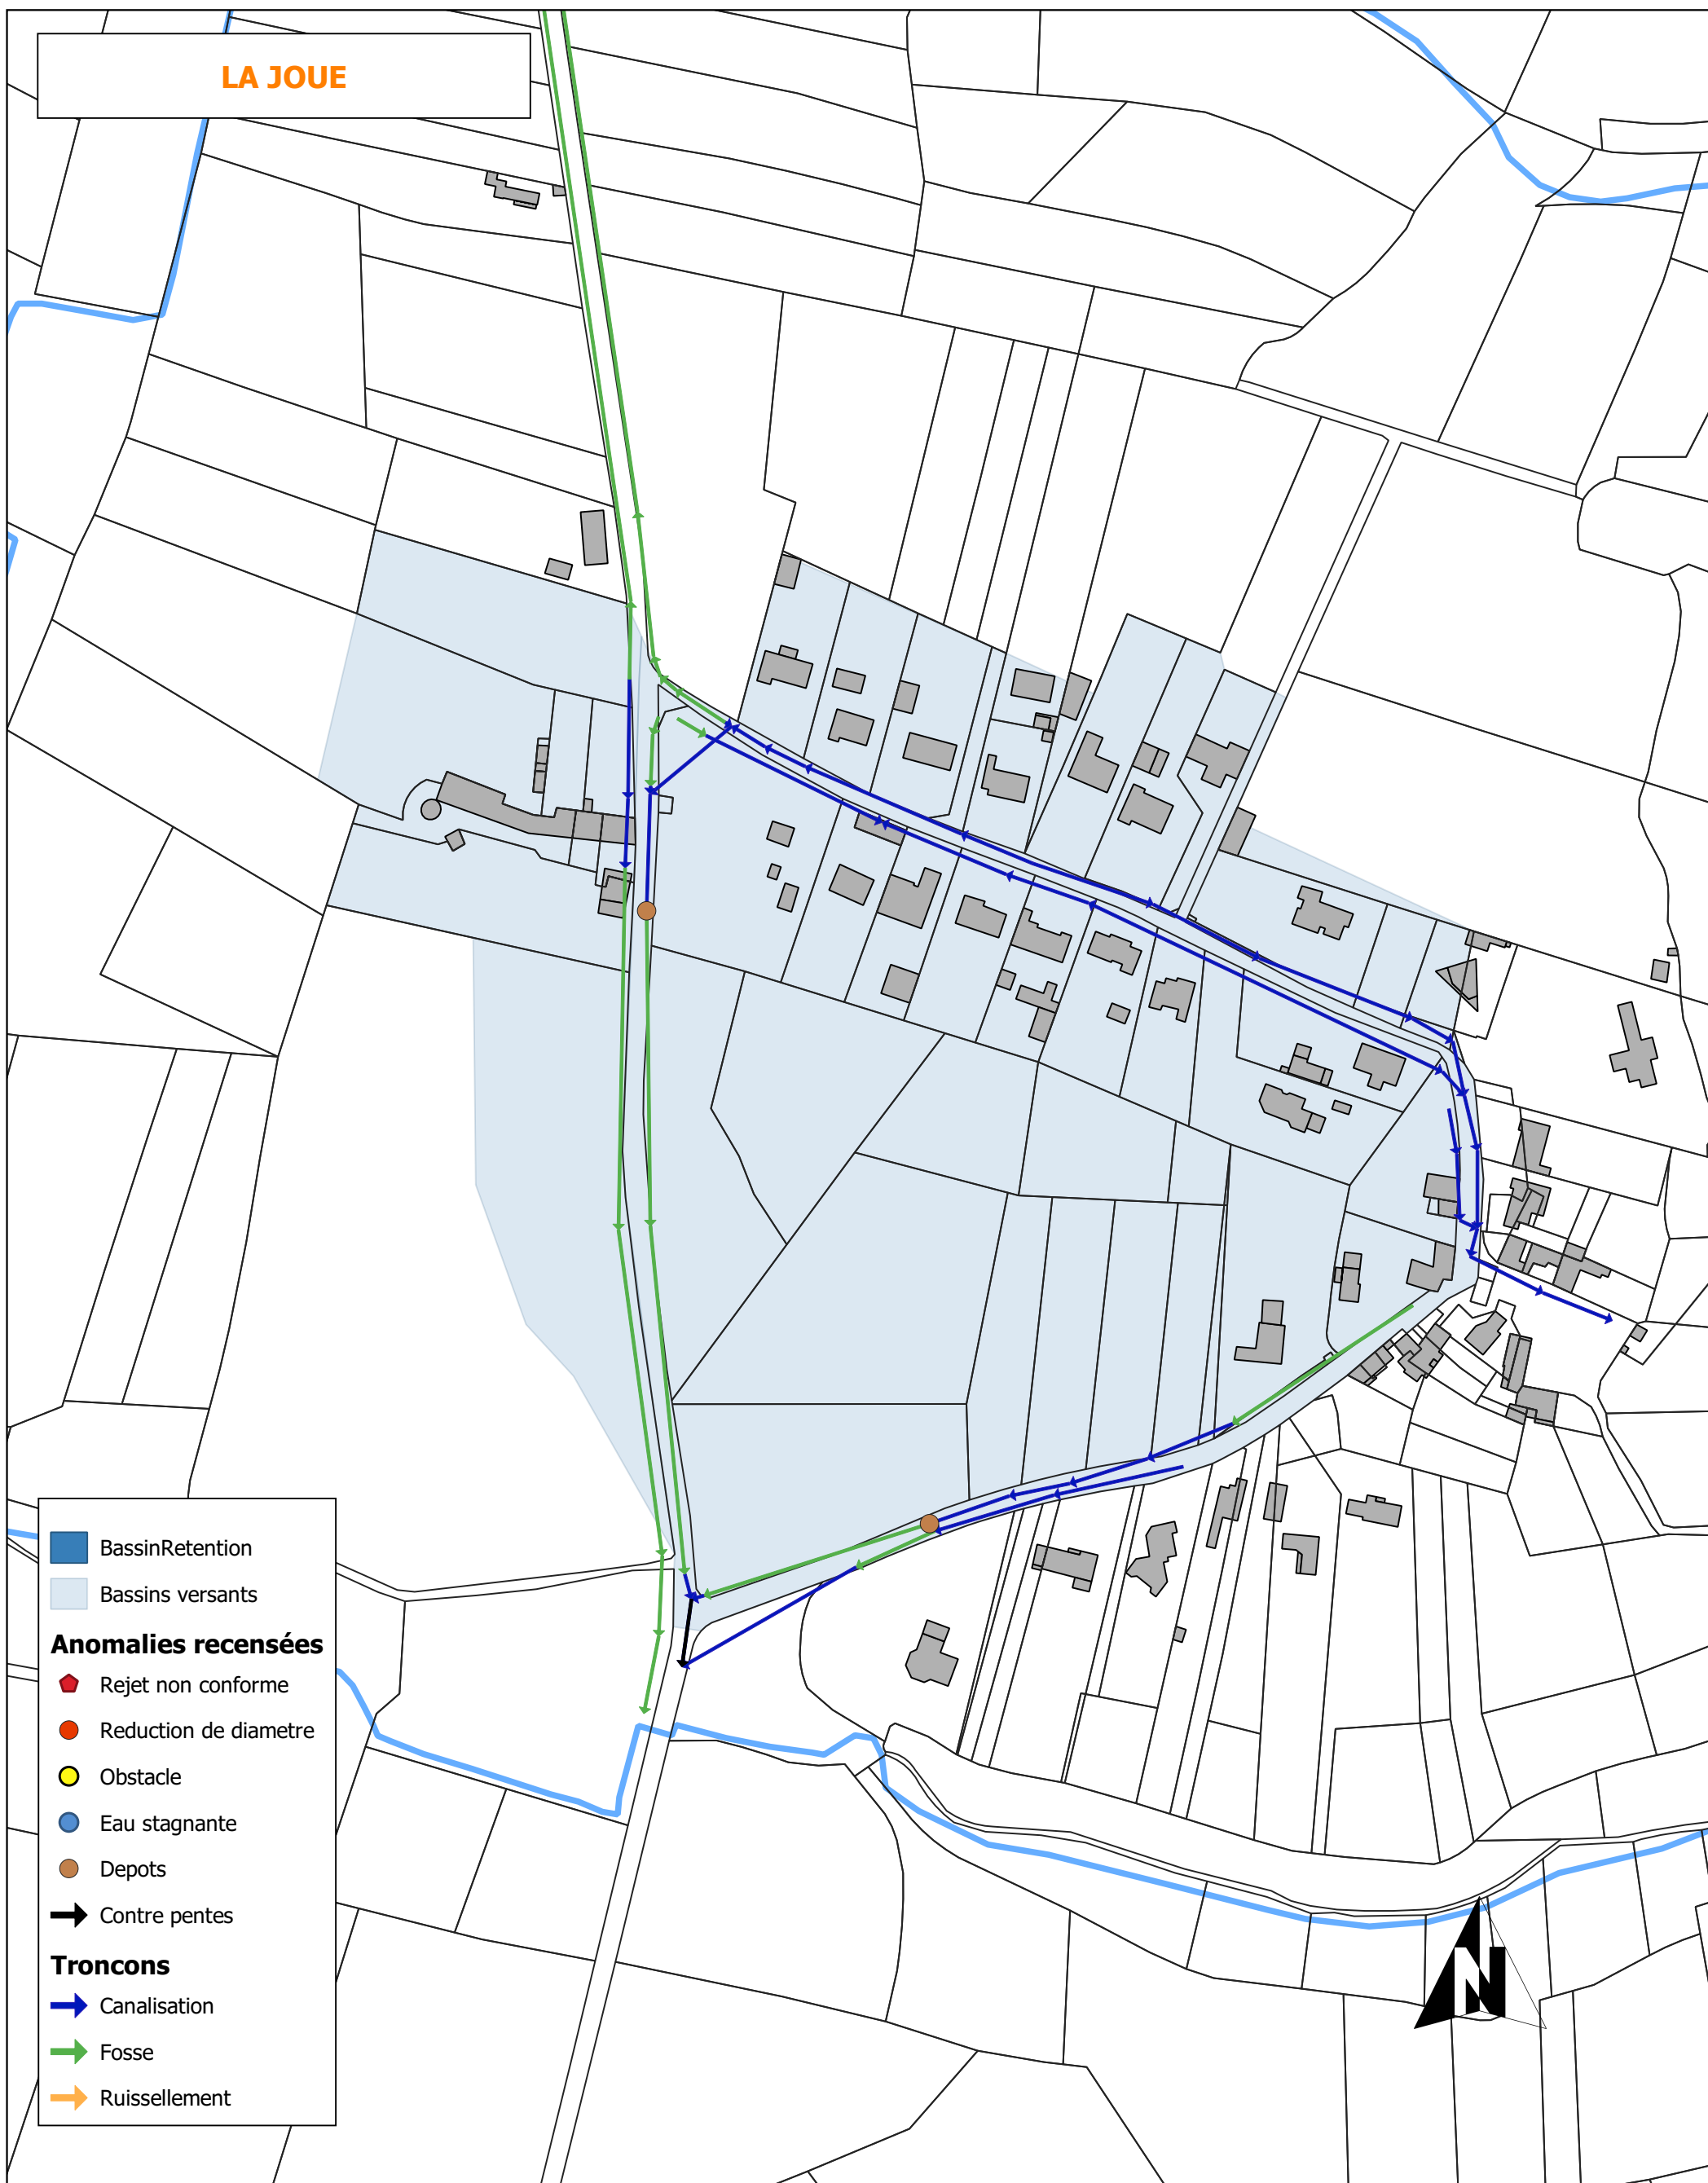 LA JOUE
BassinRetention
Bassins versants
Anomalies recensées
Rejet non conforme
Reduction de diametre
Obstacle
Eau stagnante
Depots
Contre pentes
Troncons
Canalisation
Fosse
Ruissellement
N